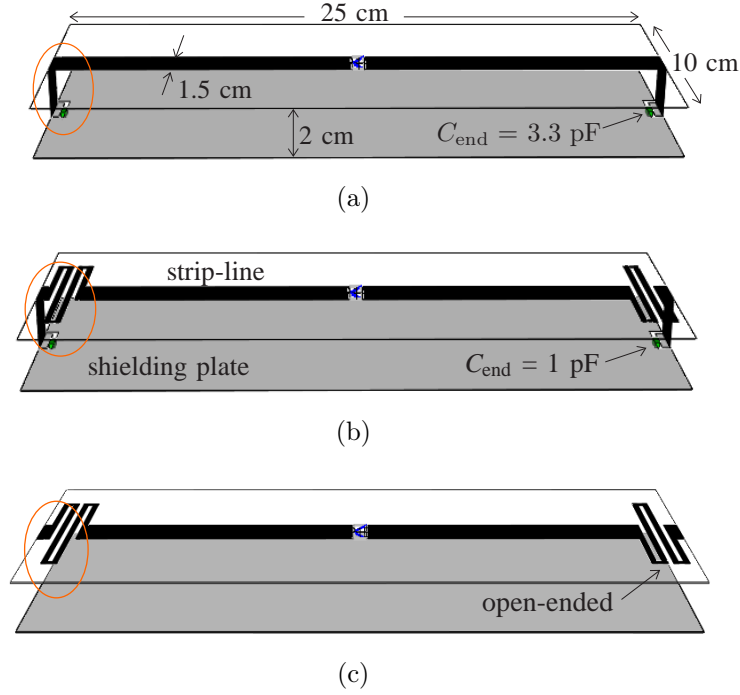 25 cm
10 cm
1.5 cm
2 cm
C_end = 3.3 pF
(a)
strip-line
shielding plate
C_end = 1 pF
(b)
open-ended
(c)